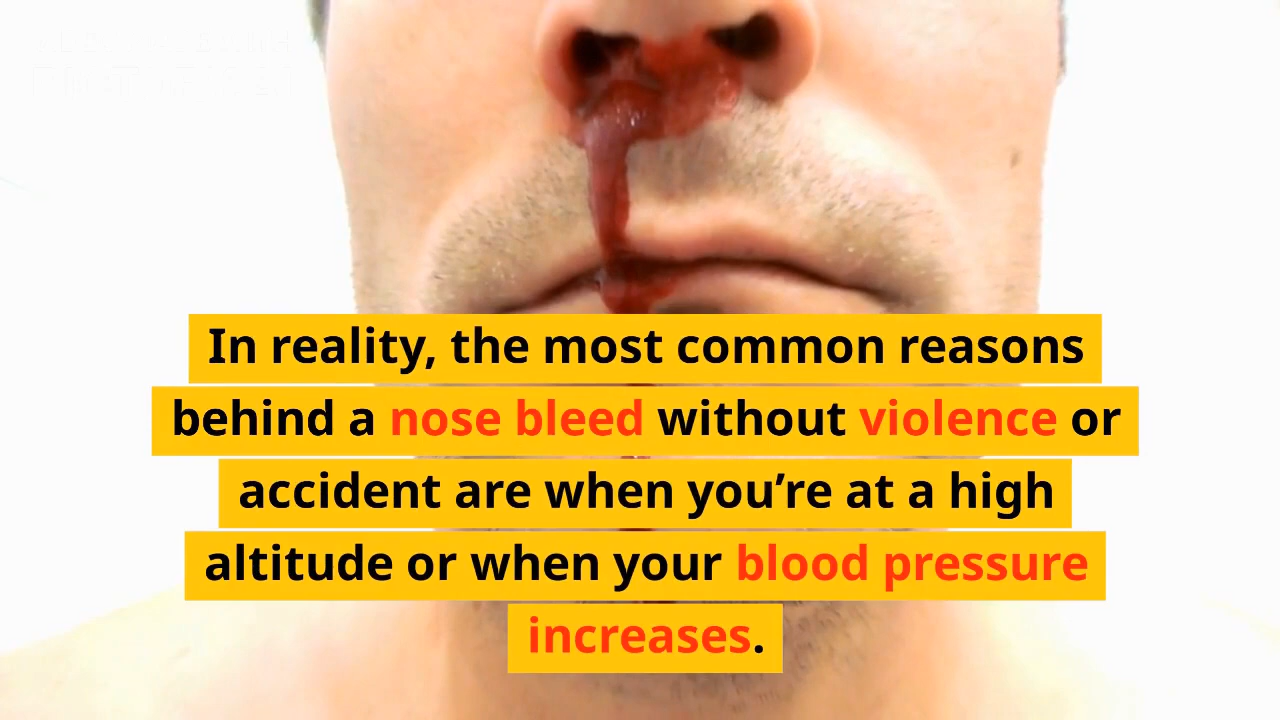 In reality, the most common reasons
behind a nose bleed without violence or
accident are when you’re at a high
altitude or when your blood pressure
increases.